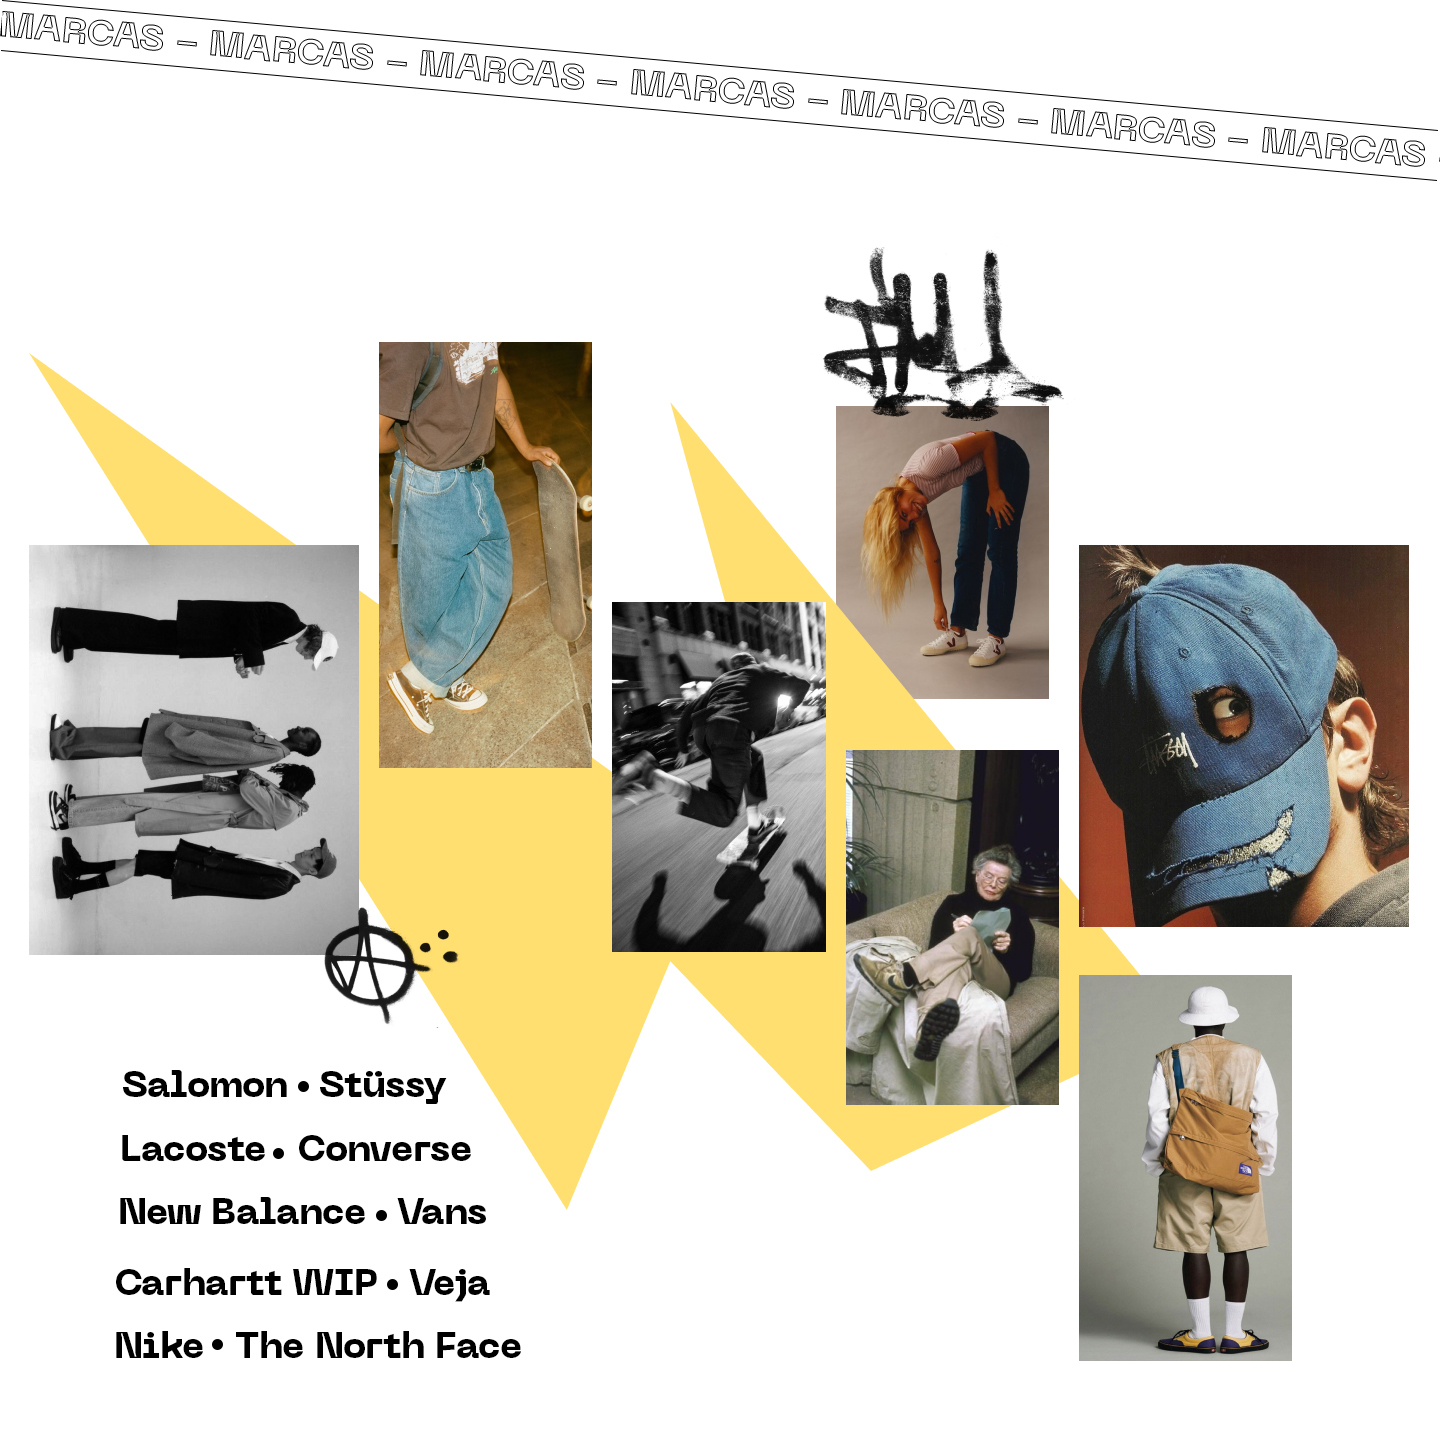 MARCAS – MARCAS – MARCAS – MARCAS – MARCAS – MARCAS – MARCAS
Salomon • Stüssy
Lacoste • Converse
New Balance • Vans
Carhartt WIP • Veja
Nike • The North Face